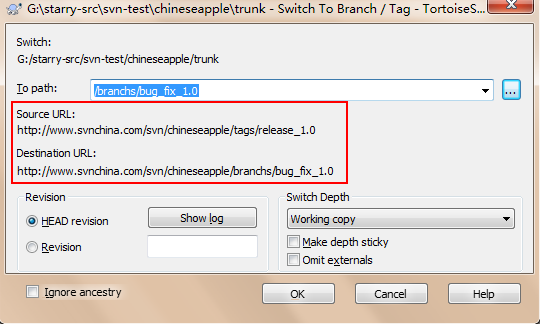 G:\starry-src\svn-test\chineseapple\trunk - Switch To Branch / Tag - TortoiseS...
Switch:
G:/starry-src/svn-test/chineseapple/trunk
To path:
/branchs/bug_fix_1.0
...
Source URL:
http://www.svnchina.com/svn/chineseapple/tags/release_1.0
Destination URL:
http://www.svnchina.com/svn/chineseapple/branchs/bug_fix_1.0
Revision
HEAD revision
Show log
Revision
Switch Depth
Working copy
Make depth sticky
Omit externals
Ignore ancestry
OK
Cancel
Help